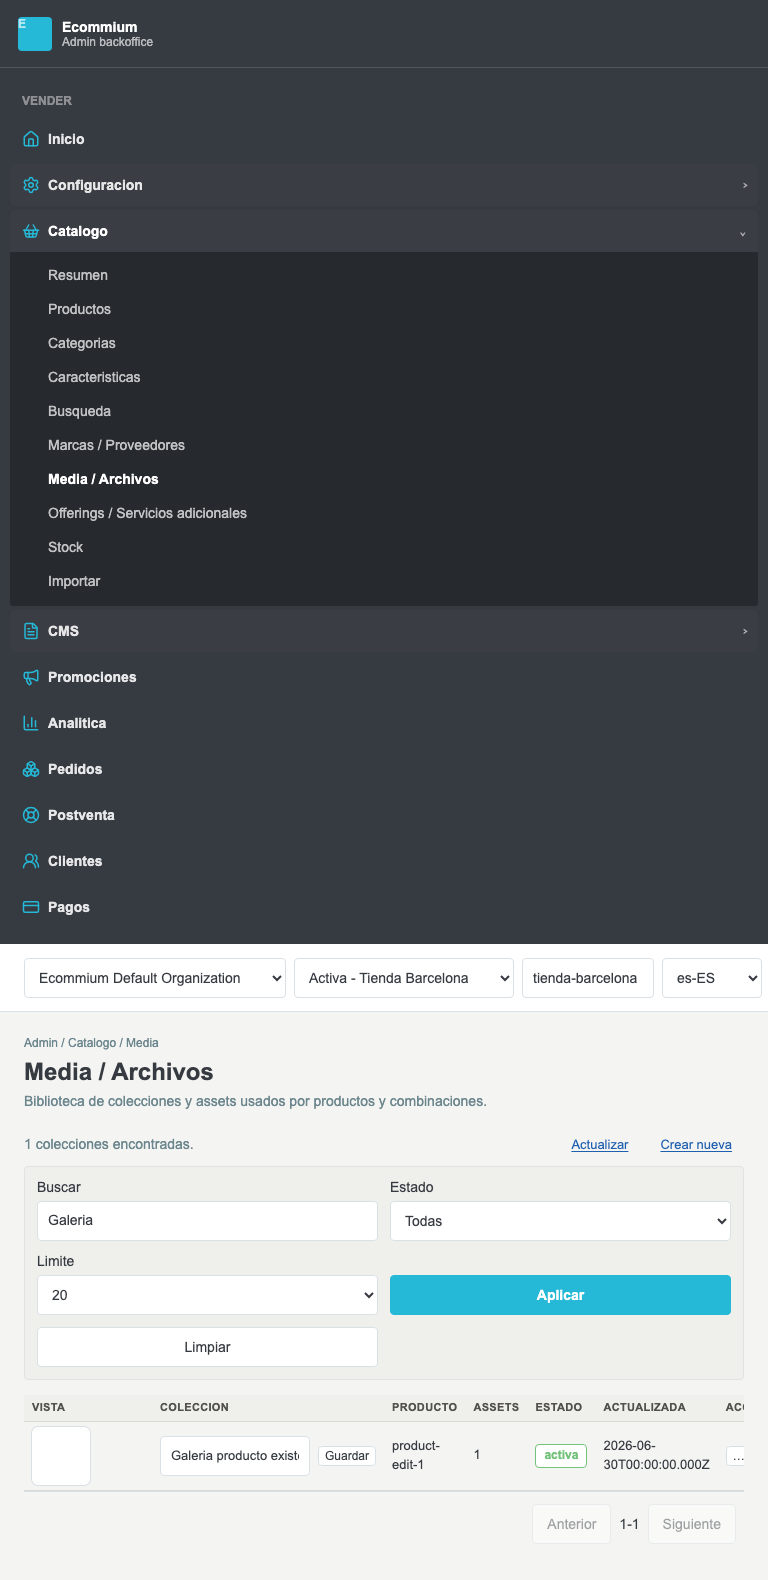 E
Ecommium
Admin backoffice
VENDER
Inicio
Configuracion
Catalogo
Resumen
Productos
Categorias
Caracteristicas
Busqueda
Marcas / Proveedores
Media / Archivos
Offerings / Servicios adicionales
Stock
Importar
CMS
Promociones
Analitica
Pedidos
Postventa
Clientes
Pagos
Ecommium Default Organization
Activa - Tienda Barcelona
tienda-barcelona
es-ES
Admin / Catalogo / Media
Media / Archivos
Biblioteca de colecciones y assets usados por productos y combinaciones.
1 colecciones encontradas.
Actualizar
Crear nueva
Buscar
Estado
Galeria
Todas
Limite
20
Aplicar
Limpiar
VISTA COLECCION PRODUCTO ASSETS ESTADO ACTUALIZADA
Galeria producto exist
Guardar
product-
edit-1
1
activa
2026-06-
30T00:00:00.000Z
...
Anterior
1-1
Siguiente